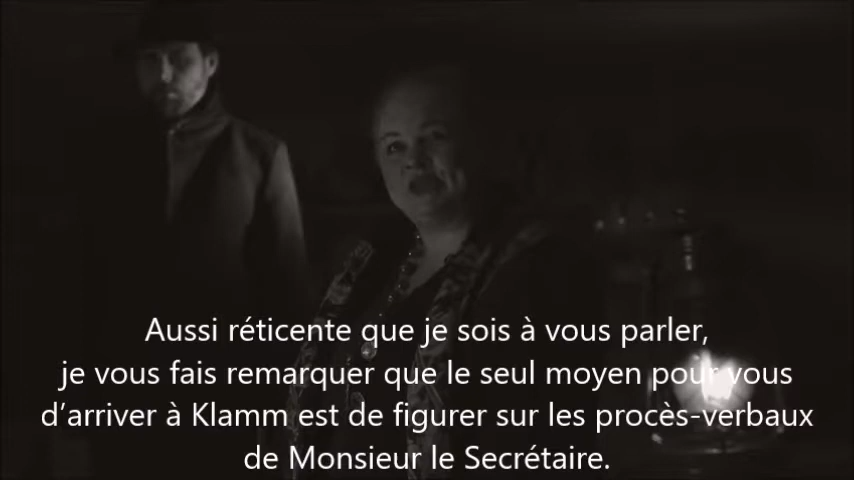 Aussi réticente que je sois à vous parler,
je vous fais remarquer que le seul moyen pour vous
d’arriver à Klamm est de figurer sur les procès-verbaux
de Monsieur le Secrétaire.